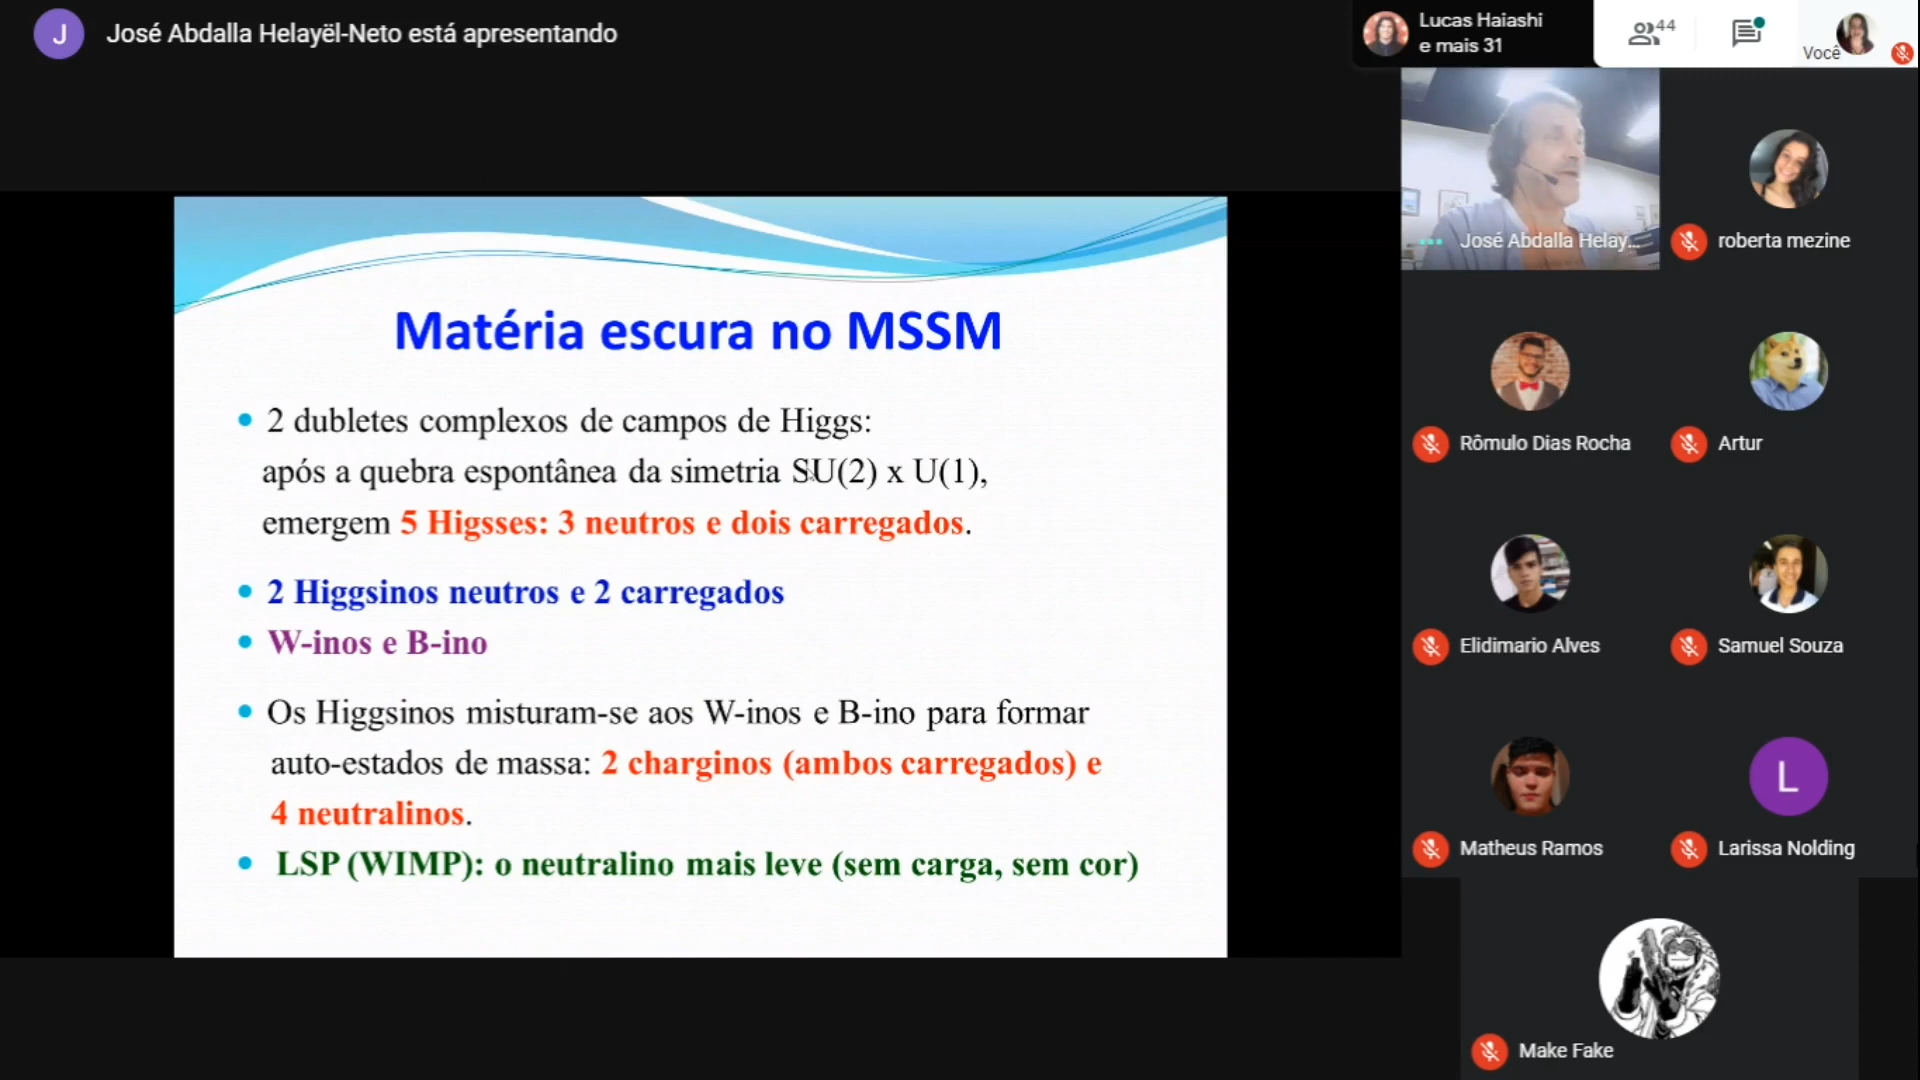 J
José Abdalla Helayël-Neto está apresentando
Lucas Haiashi
e mais 31
44
Você
Matéria escura no MSSM
2 dubletes complexos de campos de Higgs:
após a quebra espontânea da simetria SU(2) x U(1),
emergem 5 Higsses: 3 neutros e dois carregados.
2 Higgsinos neutros e 2 carregados
W-inos e B-ino
Os Higgsinos misturam-se aos W-inos e B-ino para formar
auto-estados de massa: 2 charginos (ambos carregados) e
4 neutralinos.
LSP (WIMP): o neutralino mais leve (sem carga, sem cor)
José Abdalla Helay...
roberta mezine
Rômulo Dias Rocha
Artur
Elidimario Alves
Samuel Souza
Matheus Ramos
L
Larissa Nolding
Make Fake